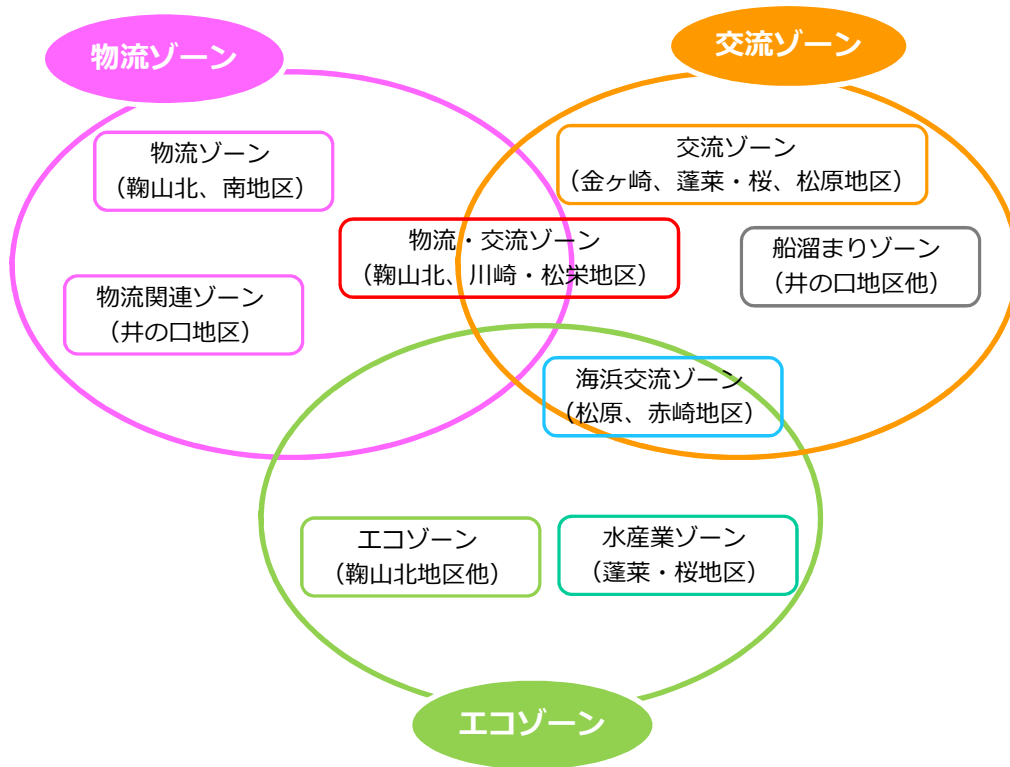 物流ゾーン
交流ゾーン
物流ゾーン
（鞠山北、南地区）
交流ゾーン
（金ヶ崎、蓬莱・桜、松原地区）
物流・交流ゾーン
（鞠山北、川崎・松栄地区）
船溜まりゾーン
（井の口地区他）
物流関連ゾーン
（井の口地区）
海浜交流ゾーン
（松原、赤崎地区）
エコゾーン
（鞠山北地区他）
水産業ゾーン
（蓬莱・桜地区）
エコゾーン